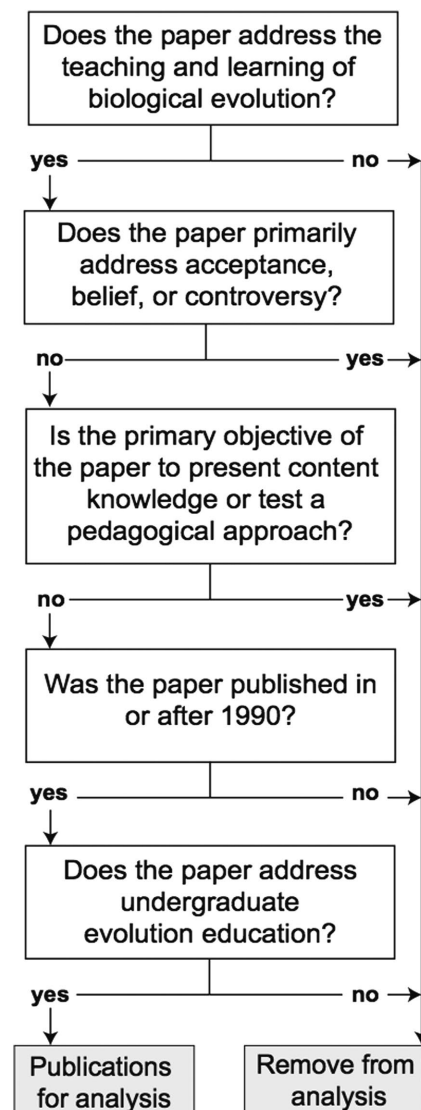 Does the paper address the
teaching and learning of
biological evolution?
yes no
Does the paper primarily
address acceptance,
belief, or controversy?
no yes
Is the primary objective of
the paper to present content
knowledge or test a
pedagogical approach?
no yes
Was the paper published in
or after 1990?
yes no
Does the paper address
undergraduate
evolution education?
yes no
Publications
for analysis
Remove from
analysis